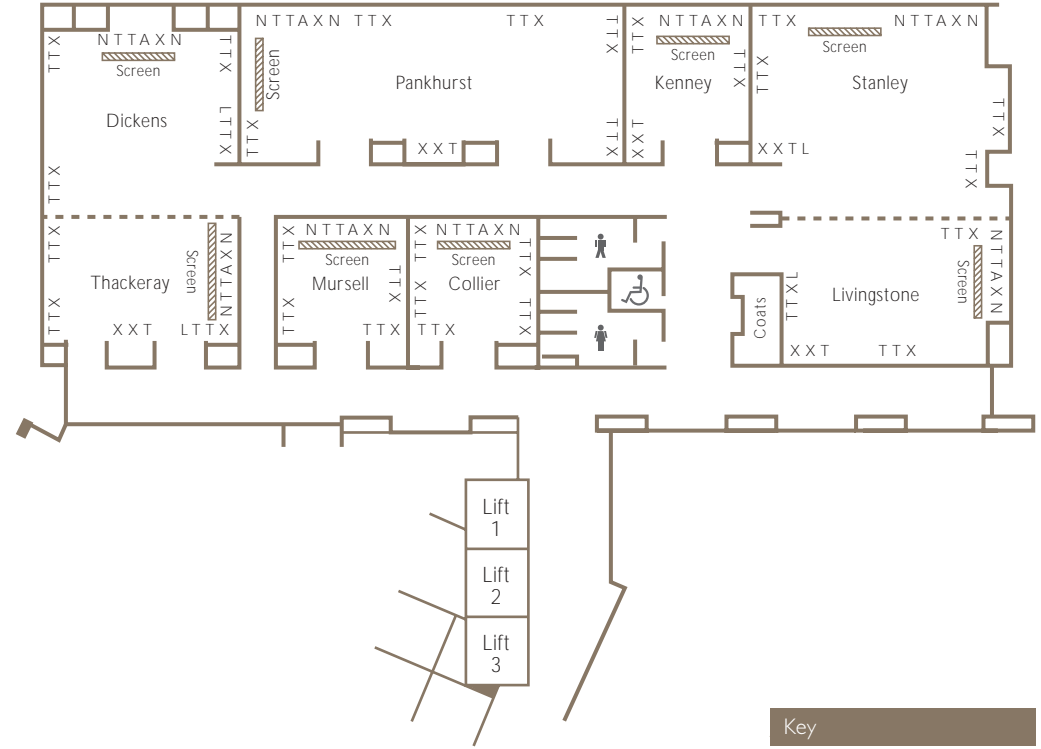 NTTAXN
TTX
TTX
Screen
Dickens
LTTX
TTX
NTTAXN TTX
TTX
TTX
Screen
Pankhurst
TTX
XXT
TTX
XTT
NTTAXN
Screen
TTX
Kenney
TXX
TTX
NTTAXN
Screen
TTX
Stanley
TTX
XXTL
TTX
TTX
TTX
Screen
NTTAXN
Thackeray
XXT
LTTX
TTX
NTTAXN
Screen
Mursell
TTX
TTX
TTX
TTX
NTTAXN
Screen
Collier
TTX
TTX
TTX
TTX
Coats
TTX
NTTAXN
Screen
Livingstone
TTXL
XXT
TTX
Lift
1
Lift
2
Lift
3
Key